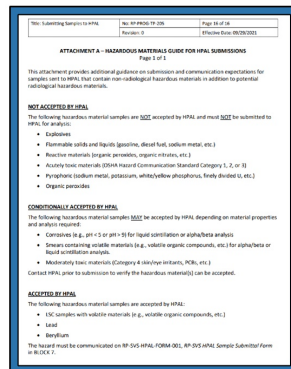 Title: Submitting Samples to HPAL No: RP-PROG-TP-205 Page 16 of 16
Revision: 0 Effective Date: 09/29/2021
ATTACHMENT A – HAZARDOUS MATERIALS GUIDE FOR HPAL SUBMISSIONS
Page 1 of 1
This attachment provides additional guidance on submission and communication expectations for
samples sent to HPAL that contain non-radiological hazardous materials in addition to potential
radiological hazardous materials.
NOT ACCEPTED BY HPAL
The following hazardous material samples are NOT accepted by HPAL and must NOT be submitted to
HPAL for analysis:
• Explosives
• Flammable solids and liquids (gasoline, diesel fuel, sodium metal, etc.)
• Reactive materials (organic peroxides, organic nitrates, etc.)
• Acutely toxic materials (OSHA Hazard Communication Standard Category 1, 2, or 3)
• Pyrophoric (sodium metal, potassium, white/yellow phosphorus, finely divided U, etc.)
• Organic peroxides
CONDITIONALLY ACCEPTED BY HPAL
The following hazardous material samples MAY be accepted by HPAL depending on material properties
and analysis required:
• Corrosives (e.g., pH < 5 or pH > 9) for liquid scintillation or alpha/beta analysis
• Smears containing volatile materials (e.g., volatile organic compounds, etc.) for alpha/beta or
liquid scintillation analysis.
• Moderately toxic materials (Category 4 skin/eye irritants, PCBs, etc.)
Contact HPAL prior to submission to verify the hazardous material(s) can be accepted.
ACCEPTED BY HPAL
The following hazardous material samples are accepted by HPAL:
• LSC samples with volatile materials (e.g., volatile organic compounds, etc.)
• Lead
• Beryllium
The hazard must be communicated on RP-SVS-HPAL-FORM-001, RP-SVS HPAL Sample Submittal Form
in BLOCK 7.